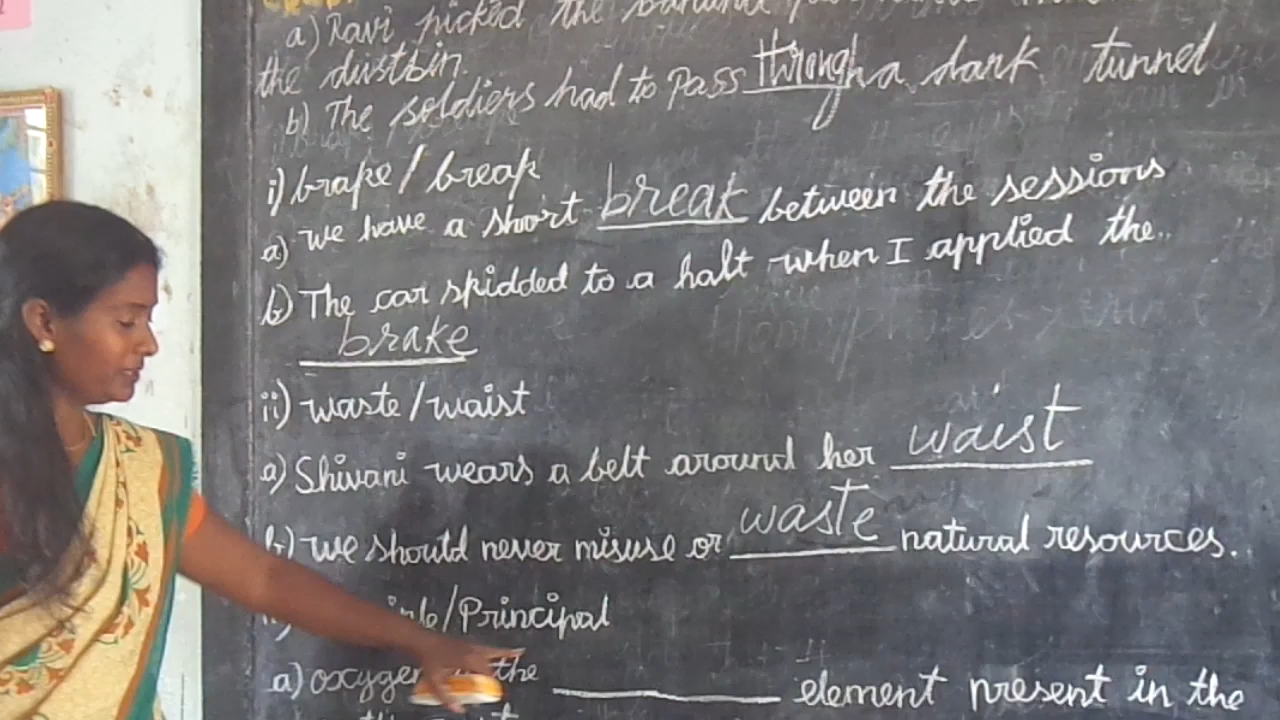 a) Ravi picked the banana
the dustbin.
b) The soldiers had to pass through a dark tunnel
i) brake / break
a) we have a short break between the sessions
b) The car skidded to a halt when I applied the..
brake
ii) waste / waist
a) Shivani wears a belt around her waist
b) we should never misuse or waste natural resources.
/Principal
a) oxygen the ________ element present in the